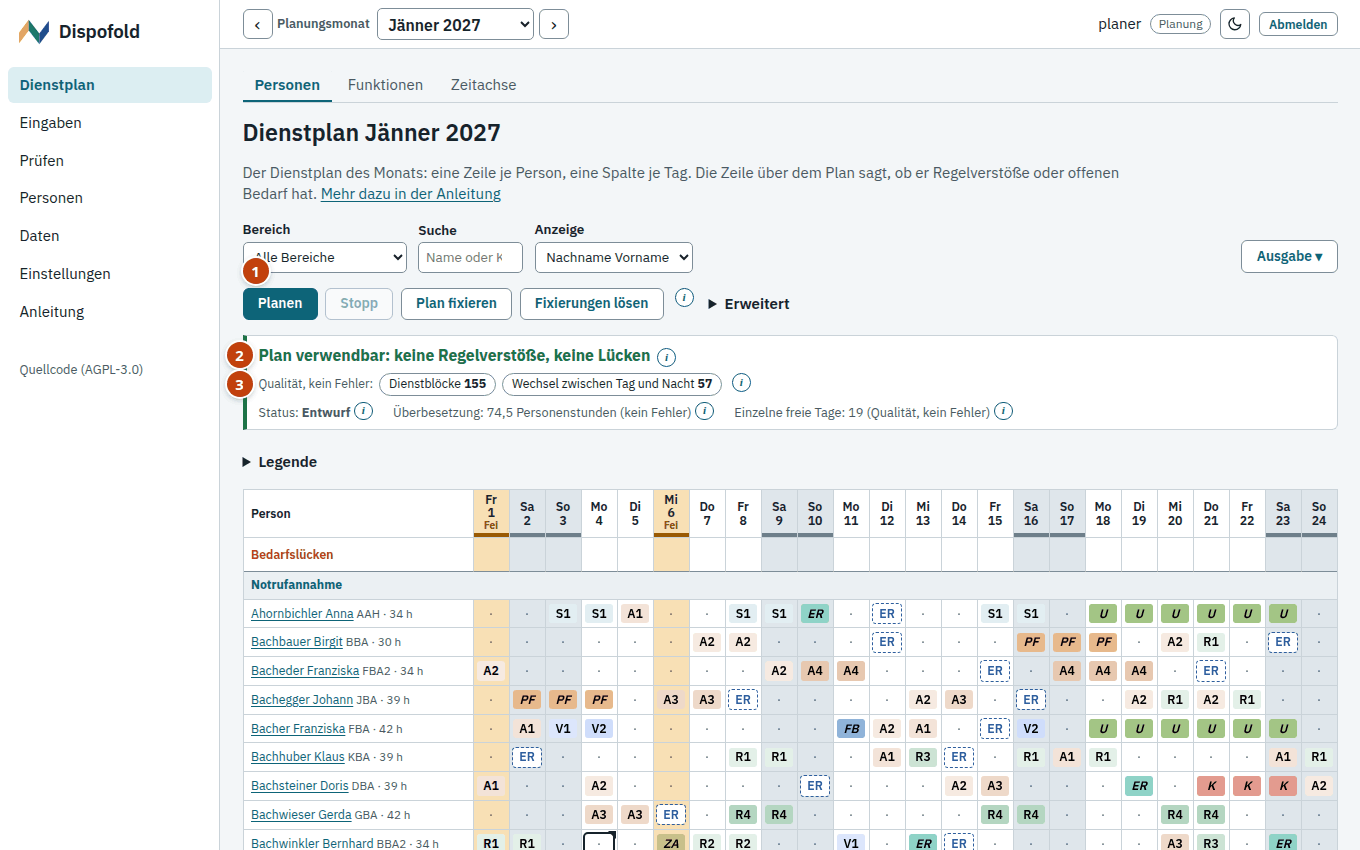 Dispofold
‹ Planungsmonat Jänner 2027 ›
planer Planung Abmelden
Dienstplan
Eingaben
Prüfen
Personen
Daten
Einstellungen
Anleitung
Quellcode (AGPL-3.0)
Personen Funktionen Zeitachse
Dienstplan Jänner 2027
Der Dienstplan des Monats: eine Zeile je Person, eine Spalte je Tag. Die Zeile über dem Plan sagt, ob er Regelverstöße oder offenen
Bedarf hat. Mehr dazu in der Anleitung
Bereich Suche Anzeige
Alle Bereiche Name oder K Nachname Vorname Ausgabe ▾
1
Planen Stopp Plan fixieren Fixierungen lösen i ▶ Erweitert
2 Plan verwendbar: keine Regelverstöße, keine Lücken i
3 Qualität, kein Fehler: Dienstblöcke 155 Wechsel zwischen Tag und Nacht 57 i
Status: Entwurf i Überbesetzung: 74,5 Personenstunden (kein Fehler) i Einzelne freie Tage: 19 (Qualität, kein Fehler) i
▶ Legende
Person Fr 1 Fel Sa 2 So 3 Mo 4 Di 5 Mi 6 Fel Do 7 Fr 8 Sa 9 So 10 Mo 11 Di 12 Mi 13 Do 14 Fr 15 Sa 16 So 17 Mo 18 Di 19 Mi 20 Do 21 Fr 22 Sa 23 So 24
Bedarfslücken
Notrufannahme
Ahornbichler Anna AAH · 34 h · · S1 S1 A1 · · S1 S1 ER · ER · · S1 S1 · U U U U U U ·
Bachbauer Birgit BBA · 30 h · · · · · · A2 A2 · · · ER · · · PF PF PF · A2 R1 · ER ·
Bacheder Franziska FBA2 · 34 h A2 · · · · · · · A2 A4 A4 · · · ER · A4 A4 A4 · ER · · ·
Bachegger Johann JBA · 39 h · PF PF PF · A3 A3 ER · · · · A2 A3 · ER · · A2 R1 A2 R1 · ·
Bacher Franziska FBA · 42 h · A1 V1 V2 · · · · · · FB A2 A1 · ER V2 · U U U U U U ·
Bachhuber Klaus KBA · 39 h · ER · · · · · R1 R1 · · A1 R3 ER · R1 A1 R1 · · · · A1 R1
Bachsteiner Doris DBA · 39 h A1 · · A2 · · · · · ER · · · A2 A3 · · · ER · K K K A2
Bachwieser Gerda GBA · 42 h · · · A3 A3 ER · R4 R4 · · · · · R4 R4 · · · R4 R4 · · ·
Bachwinkler Bernhard BBA2 · 34 h R1 R1 · · · ZA R2 R2 · · V1 · ER ER · · · · · A3 R3 · ER ·